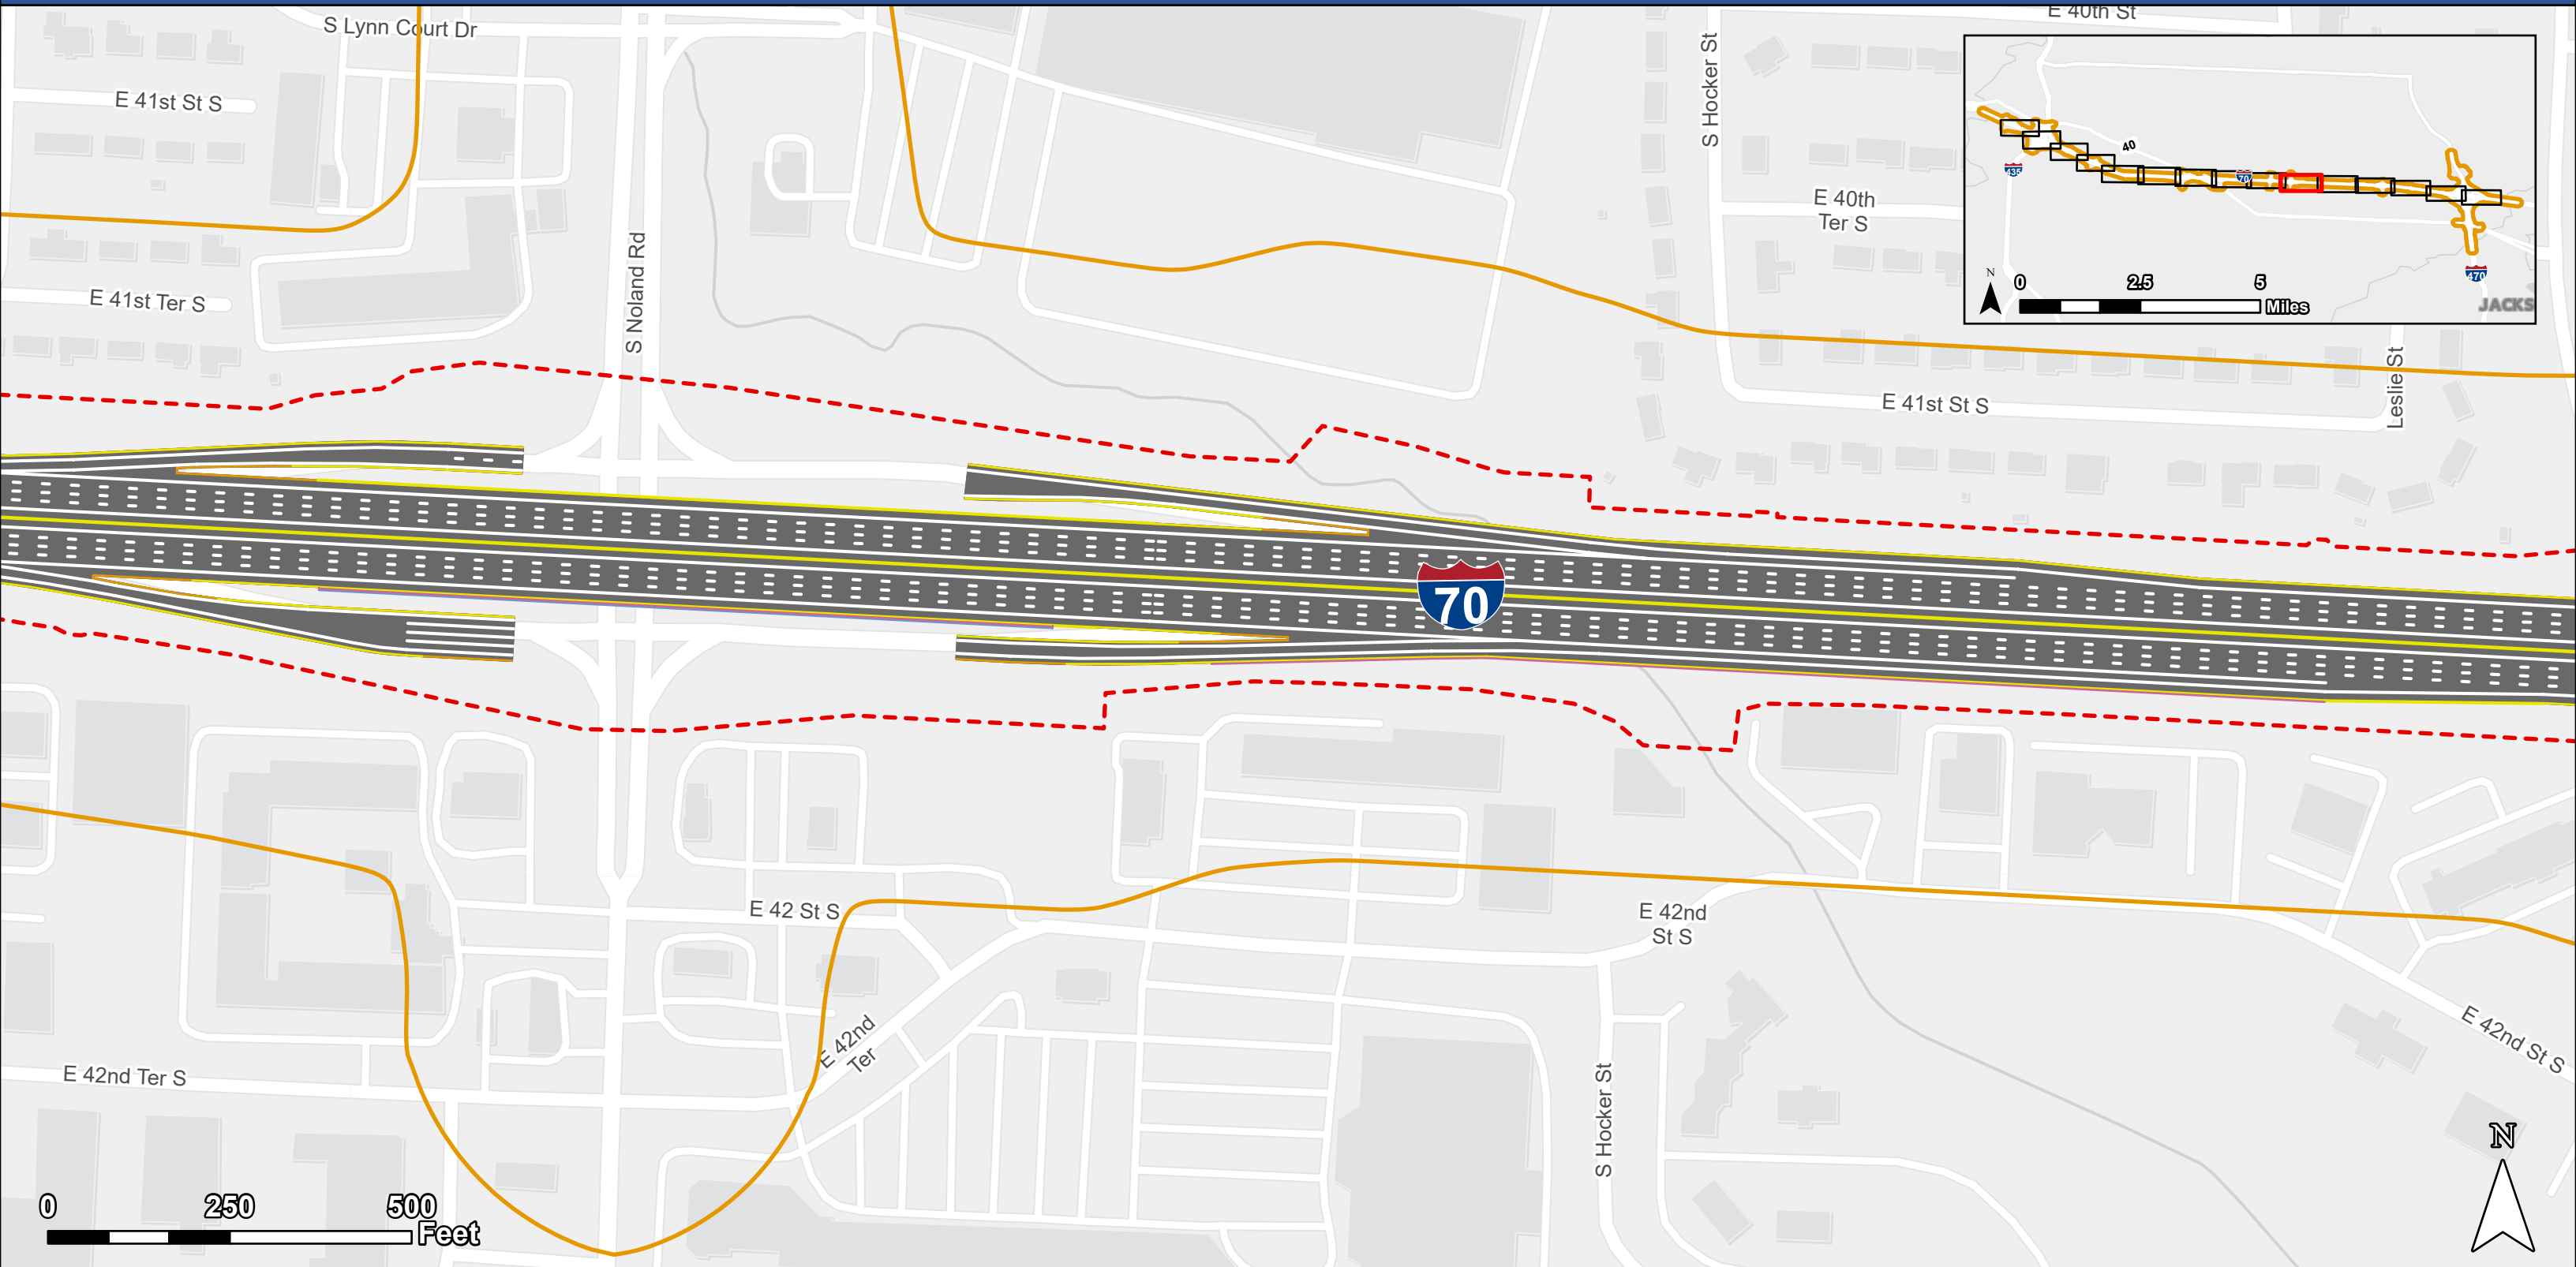 S Lynn Court Dr
E 40th St
E 41st St S
S Hocker St
S Noland Rd
E 40th
Ter S
E 41st Ter S
40
435
70
470
N
0 2.5 5
Miles
JACKS
E 41st St S
Leslie St
70
E 42 St S
E 42nd
St S
E 42nd
Ter
E 42nd Ter S
S Hocker St
E 42nd St S
N
0 250 500
Feet